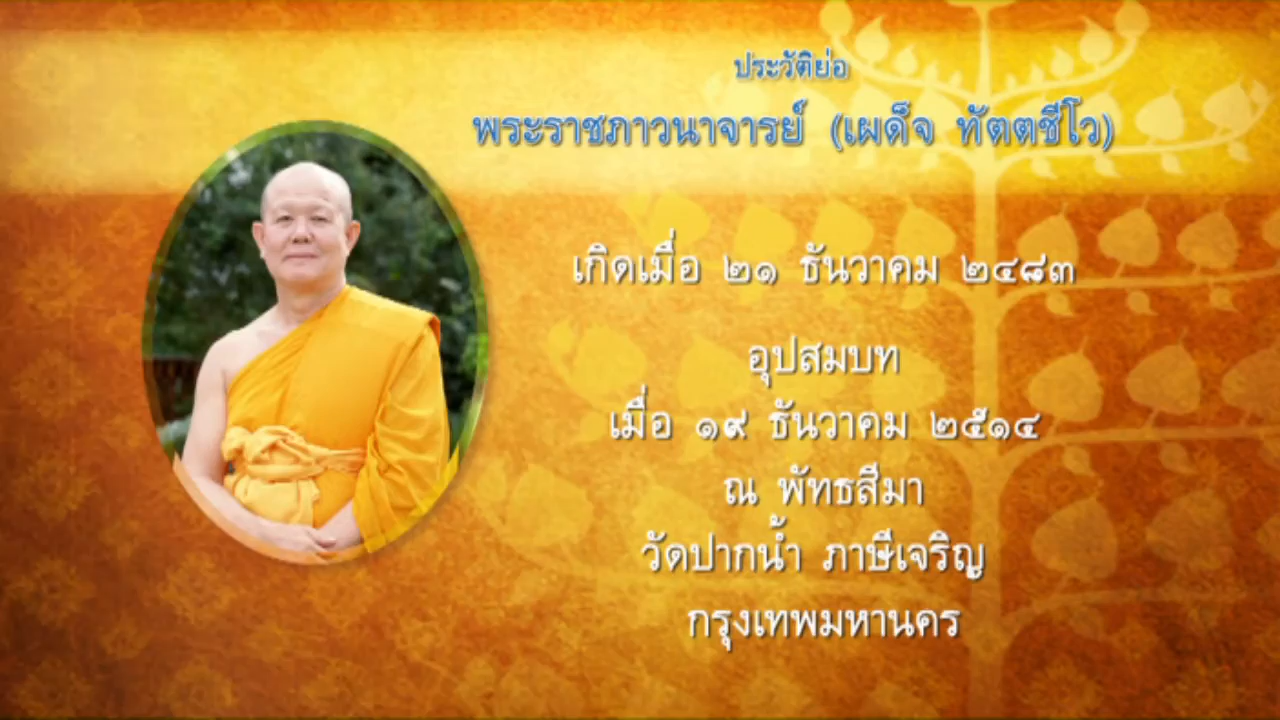 ประวัติย่อ
พระราชภาวนาจารย์ (เผด็จ ทัตตชีโว)
เกิดเมื่อ ๒๑ ธันวาคม ๒๔๘๓
อุปสมบท
เมื่อ ๑๙ ธันวาคม ๒๕๑๔
ณ พัทธสีมา
วัดปากน้ำ ภาษีเจริญ
กรุงเทพมหานคร